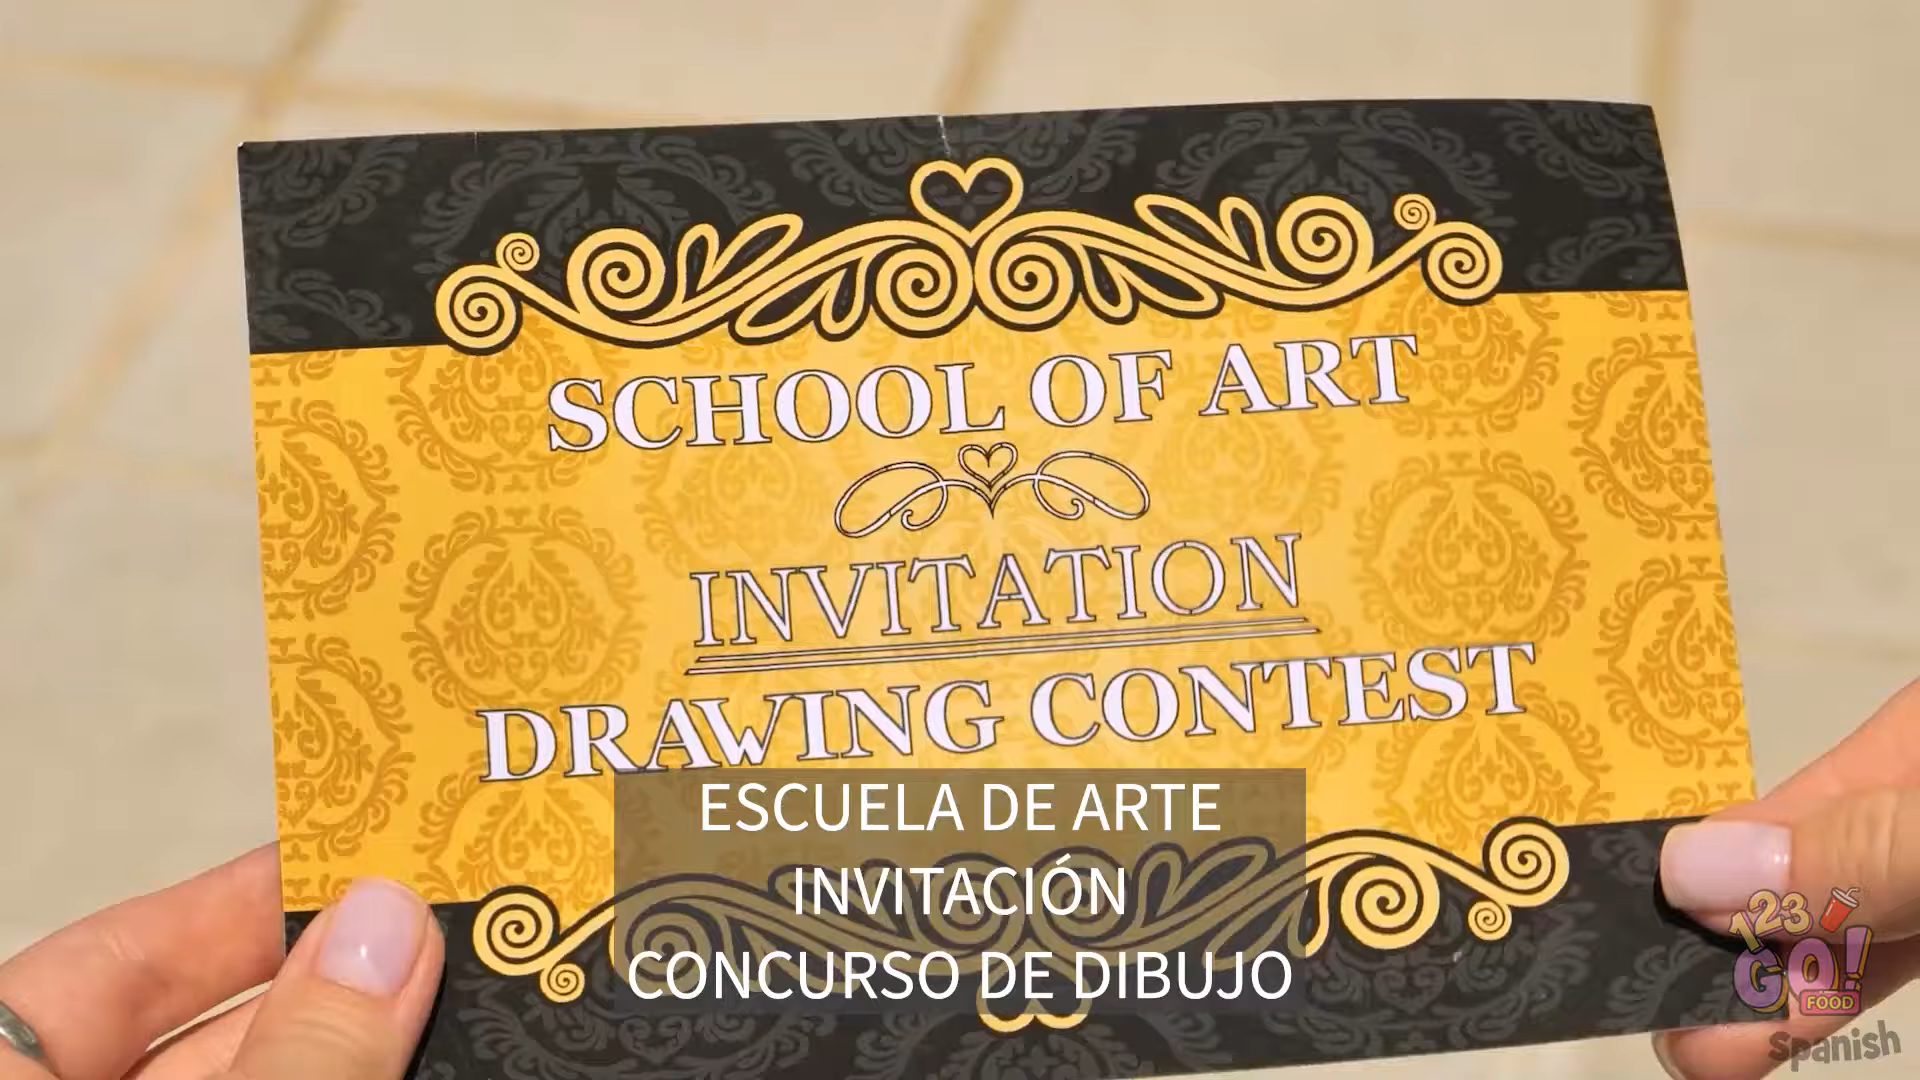 SCHOOL OF ART
INVITATION
DRAWING CONTEST
ESCUELA DE ARTE
INVITACIÓN
CONCURSO DE DIBUJO
123
GO!
FOOD
Spanish